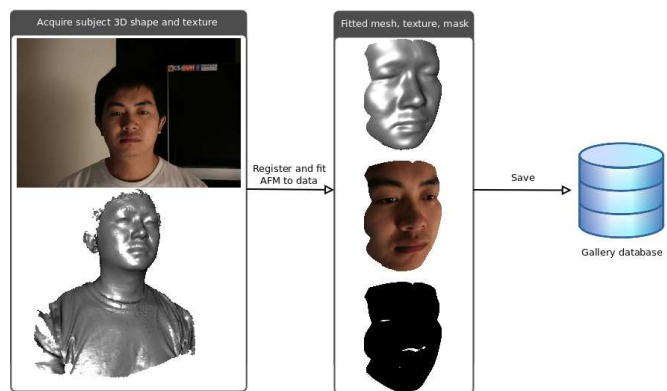 Acquire subject 3D shape and texture
Fitted mesh, texture, mask
Register and fit
AFM to data
Save
Gallery database